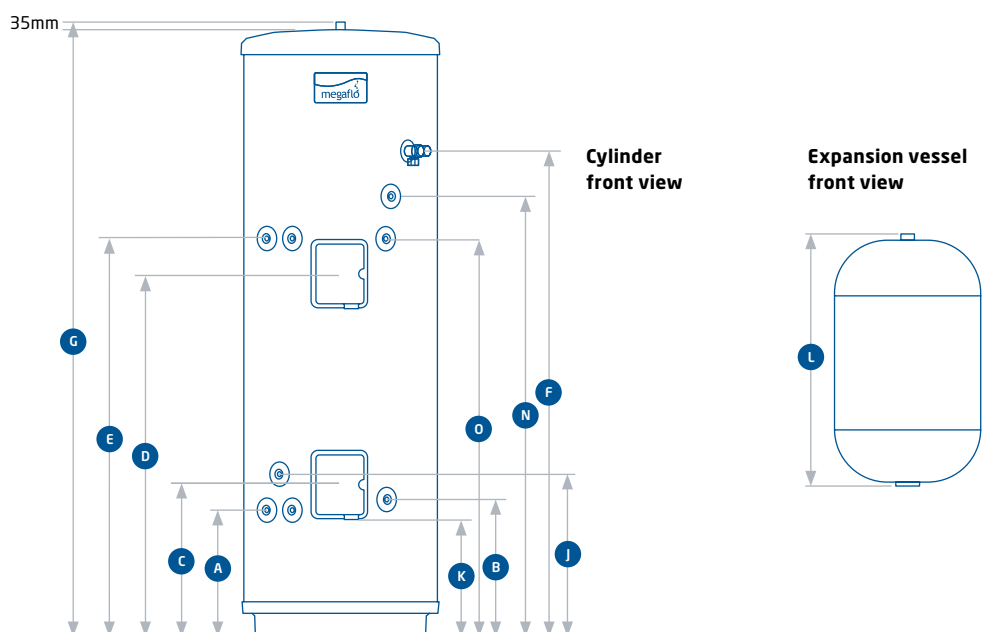 35mm
megaflo
Cylinder
front view
Expansion vessel
front view
G
E
D
C
A
K
B
O
N
F
J
L